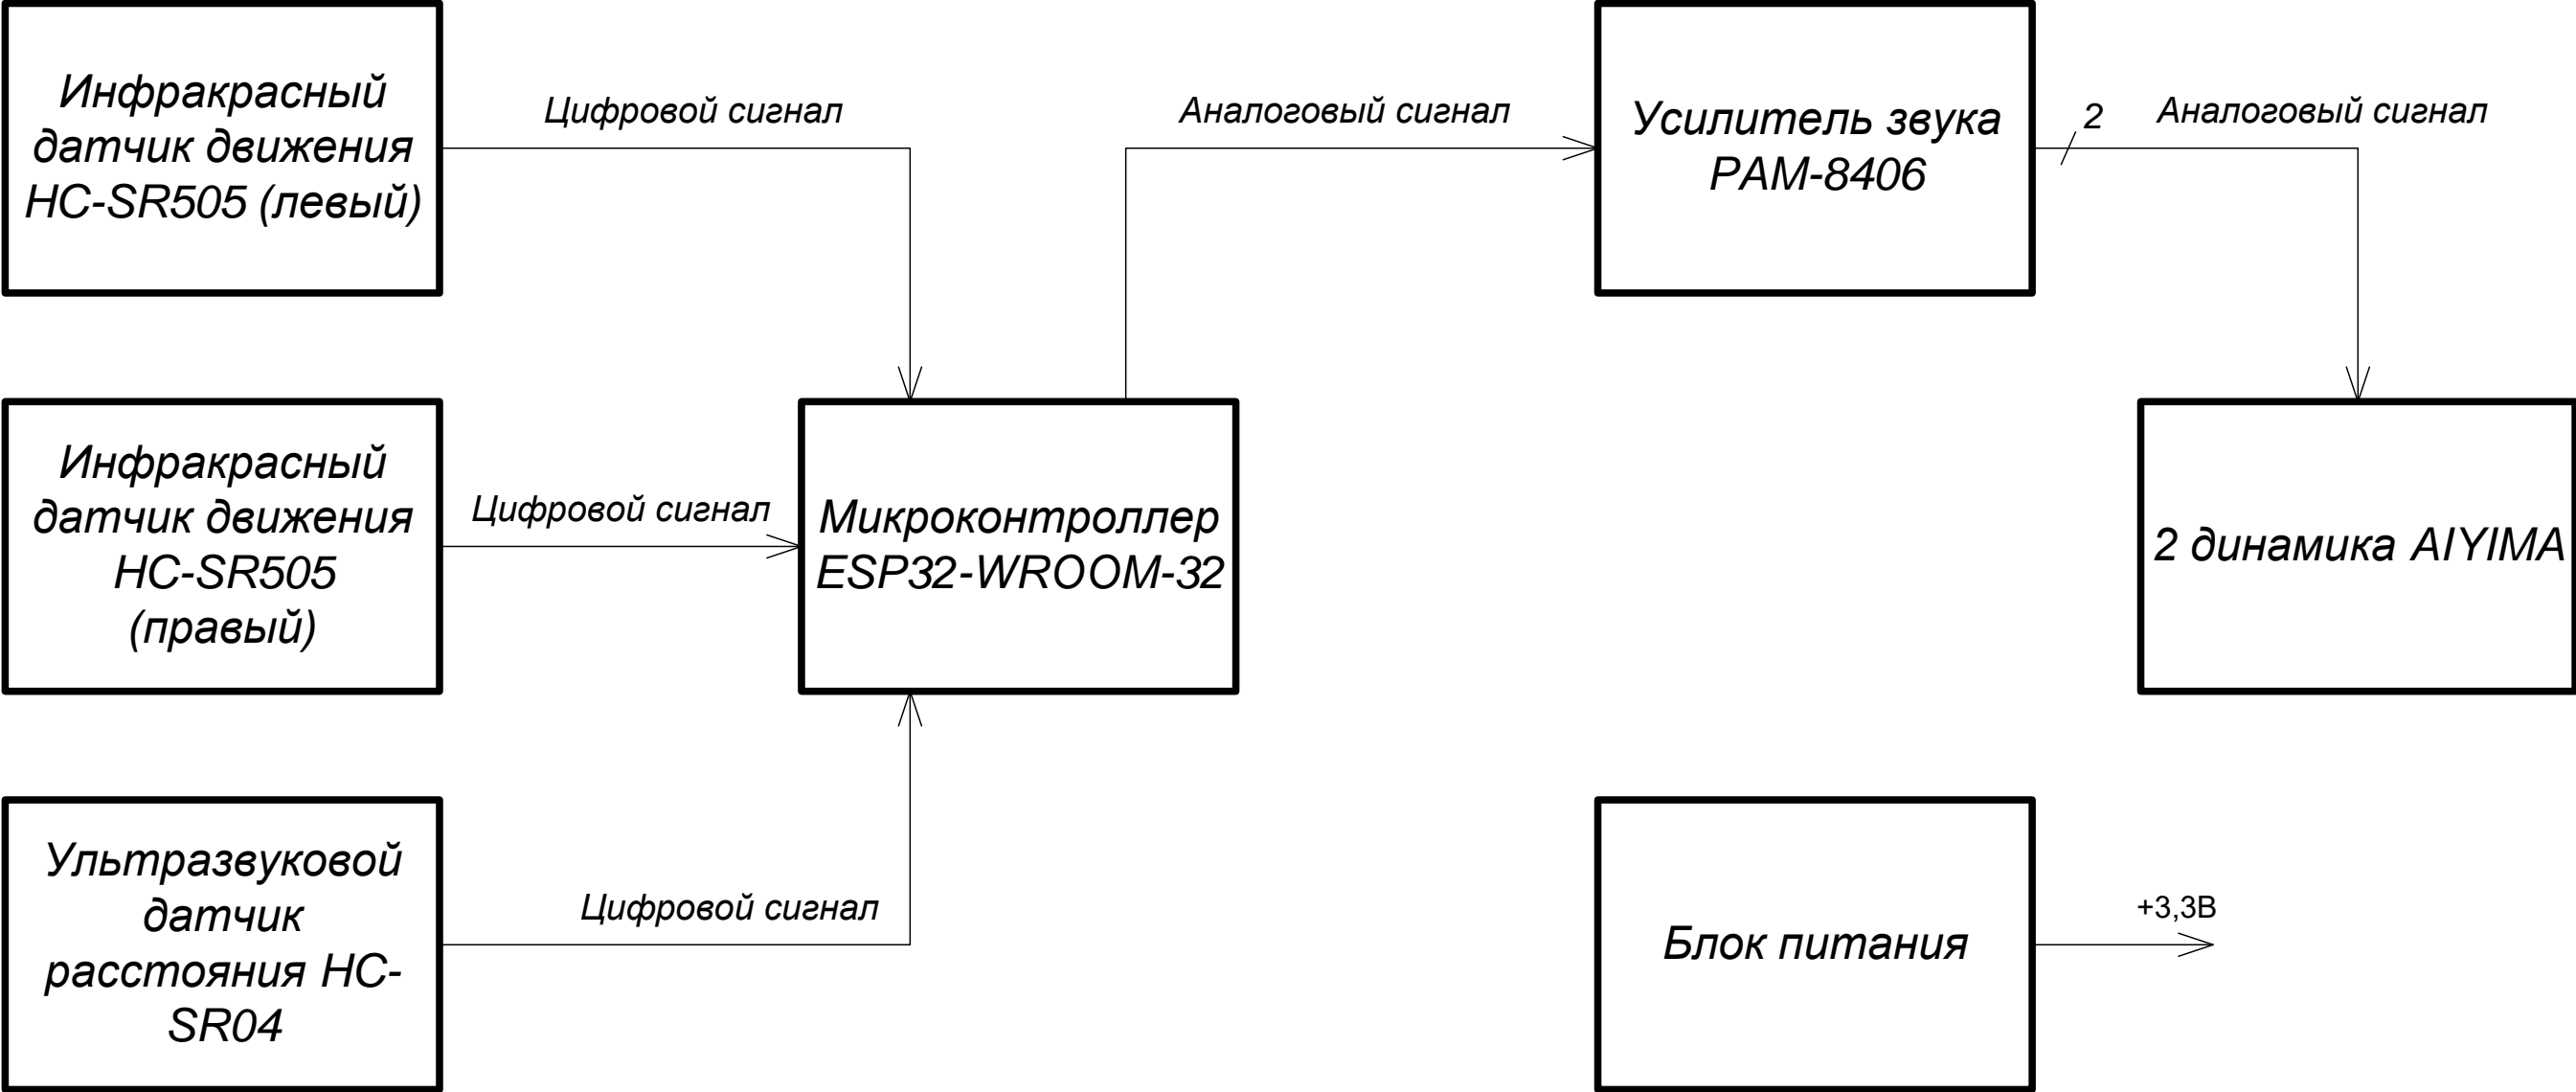 Инфракрасный
датчик движения
HC-SR505 (левый)
Цифровой сигнал
Аналоговый сигнал
Усилитель звука
PAM-8406
2
Аналоговый сигнал
Инфракрасный
датчик движения
HC-SR505
(правый)
Цифровой сигнал
Микроконтроллер
ESP32-WROOM-32
2 динамика AIYIMA
Ультразвуковой
датчик
расстояния HC-
SR04
Цифровой сигнал
Блок питания
+3,3В